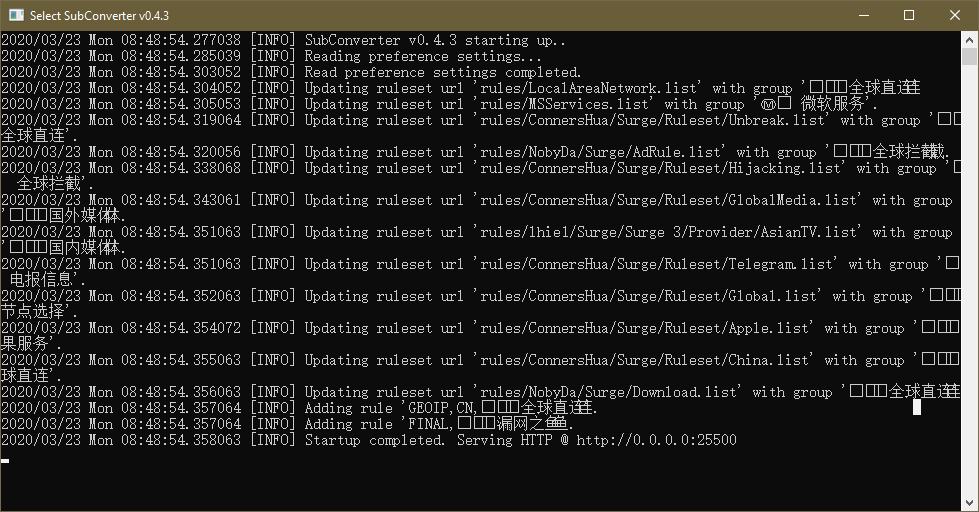 Select SubConverter v0.4.3
2020/03/23 Mon 08:48:54.277038 [INFO] SubConverter v0.4.3 starting up..
2020/03/23 Mon 08:48:54.285039 [INFO] Reading preference settings...
2020/03/23 Mon 08:48:54.303052 [INFO] Read preference settings completed.
2020/03/23 Mon 08:48:54.304052 [INFO] Updating ruleset url 'rules/LocalAreaNetwork.list' with group '□□□□全球直连
2020/03/23 Mon 08:48:54.305053 [INFO] Updating ruleset url 'rules/MSServices.list' with group 'Ⓜ□ 微软服务'.
2020/03/23 Mon 08:48:54.319064 [INFO] Updating ruleset url 'rules/ConnersHua/Surge/Ruleset/Unbreak.list' with group '□□
全球直连'.
2020/03/23 Mon 08:48:54.320056 [INFO] Updating ruleset url 'rules/NobyDa/Surge/AdRule.list' with group '□□□□全球拦截.
2020/03/23 Mon 08:48:54.338068 [INFO] Updating ruleset url 'rules/ConnersHua/Surge/Ruleset/Hijacking.list' with group '□
全球拦截'.
2020/03/23 Mon 08:48:54.343061 [INFO] Updating ruleset url 'rules/ConnersHua/Surge/Ruleset/GlobalMedia.list' with group
'□□□□国外媒体.
2020/03/23 Mon 08:48:54.351063 [INFO] Updating ruleset url 'rules/lhie1/Surge/Surge 3/Provider/AsianTV.list' with group
'□□□□国内媒体.
2020/03/23 Mon 08:48:54.351063 [INFO] Updating ruleset url 'rules/ConnersHua/Surge/Ruleset/Telegram.list' with group '□□
电报信息'.
2020/03/23 Mon 08:48:54.352063 [INFO] Updating ruleset url 'rules/ConnersHua/Surge/Ruleset/Global.list' with group '□□□
节点选择'.
2020/03/23 Mon 08:48:54.354072 [INFO] Updating ruleset url 'rules/ConnersHua/Surge/Ruleset/Apple.list' with group '□□□
果服务'.
2020/03/23 Mon 08:48:54.355063 [INFO] Updating ruleset url 'rules/ConnersHua/Surge/Ruleset/China.list' with group '□□□
球直连'.
2020/03/23 Mon 08:48:54.356063 [INFO] Updating ruleset url 'rules/NobyDa/Surge/Download.list' with group '□□□□全球直连
2020/03/23 Mon 08:48:54.357064 [INFO] Adding rule 'GEOIP,CN,□□□□全球直连.
2020/03/23 Mon 08:48:54.357064 [INFO] Adding rule 'FINAL,□□□□漏网之鱼.
2020/03/23 Mon 08:48:54.358063 [INFO] Startup completed. Serving HTTP @ http://0.0.0.0:25500